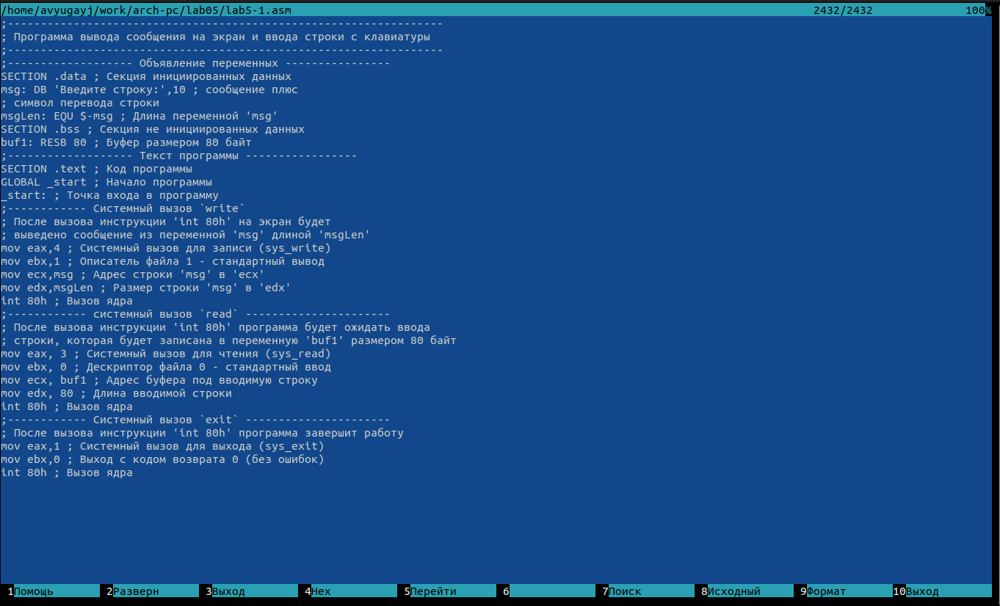 /home/avyugayj/work/arch-pc/lab05/lab5-1.asm 2432/2432 100%
;------------------------------------------------------------------
; Программа вывода сообщения на экран и ввода строки с клавиатуры
;------------------------------------------------------------------
;------------------- Объявление переменных ----------------
SECTION .data ; Секция инициированных данных
msg: DB 'Введите строку:',10 ; сообщение плюс
; символ перевода строки
msgLen: EQU $-msg ; Длина переменной 'msg'
SECTION .bss ; Секция не инициированных данных
buf1: RESB 80 ; Буфер размером 80 байт
;------------------- Текст программы -----------------
SECTION .text ; Код программы
GLOBAL _start ; Начало программы
_start: ; Точка входа в программу
;------------ Системный вызов `write`
; После вызова инструкции 'int 80h' на экран будет
; выведено сообщение из переменной 'msg' длиной 'msgLen'
mov eax,4 ; Системный вызов для записи (sys_write)
mov ebx,1 ; Описатель файла 1 - стандартный вывод
mov ecx,msg ; Адрес строки 'msg' в 'ecx'
mov edx,msgLen ; Размер строки 'msg' в 'edx'
int 80h ; Вызов ядра
;------------ системный вызов `read` ----------------------
; После вызова инструкции 'int 80h' программа будет ожидать ввода
; строки, которая будет записана в переменную 'buf1' размером 80 байт
mov eax, 3 ; Системный вызов для чтения (sys_read)
mov ebx, 0 ; Дескриптор файла 0 - стандартный ввод
mov ecx, buf1 ; Адрес буфера под вводимую строку
mov edx, 80 ; Длина вводимой строки
int 80h ; Вызов ядра
;------------ Системный вызов `exit` ----------------------
; После вызова инструкции 'int 80h' программа завершит работу
mov eax,1 ; Системный вызов для выхода (sys_exit)
mov ebx,0 ; Выход с кодом возврата 0 (без ошибок)
int 80h ; Вызов ядра
1Помощь 2Разверн 3Выход 4Hex 5Перейти 6 7Поиск 8Исходный 9Формат 10Выход